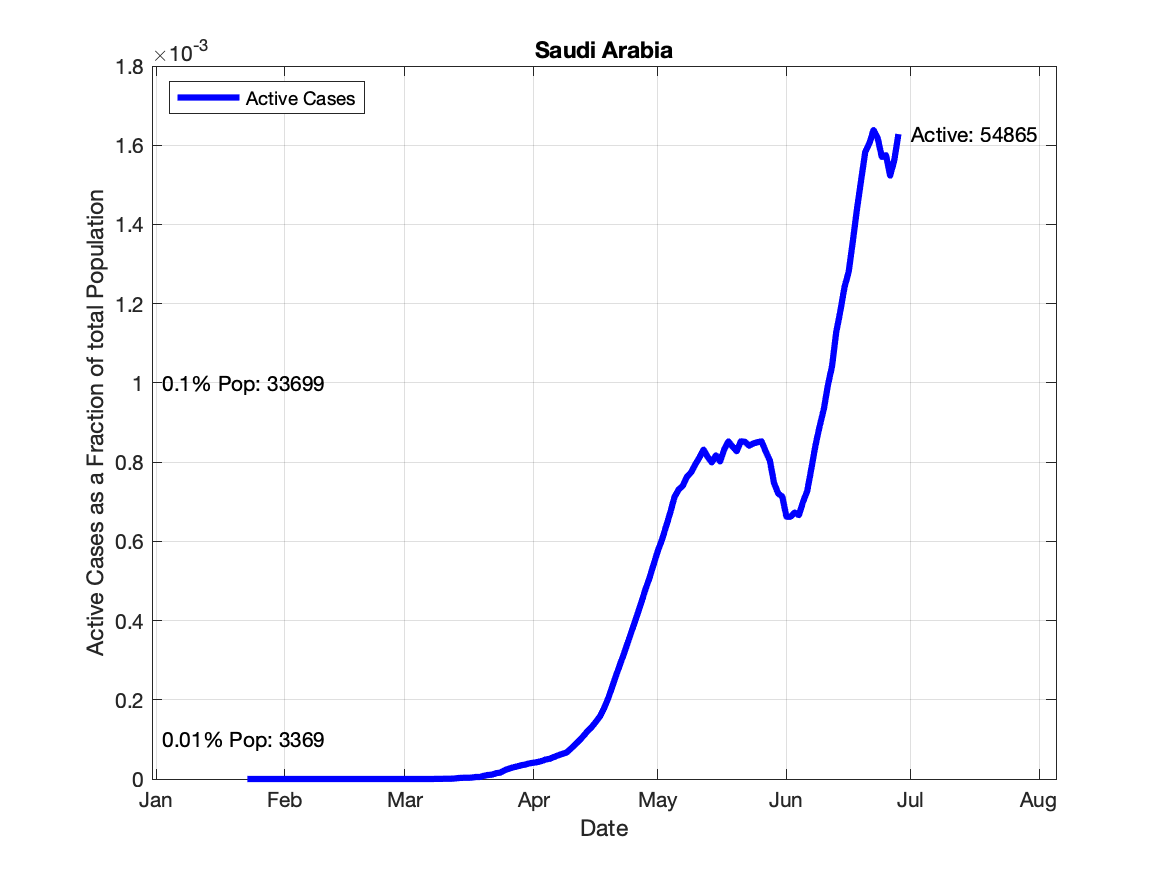 Saudi Arabia
×10-3
1.8
Active Cases
1.6
Active: 54865
1.4
1.2
1
0.1% Pop: 33699
0.8
0.6
0.4
0.2
0.01% Pop: 3369
0
Active Cases as a Fraction of total Population
Jan Feb Mar Apr May Jun Jul Aug
Date